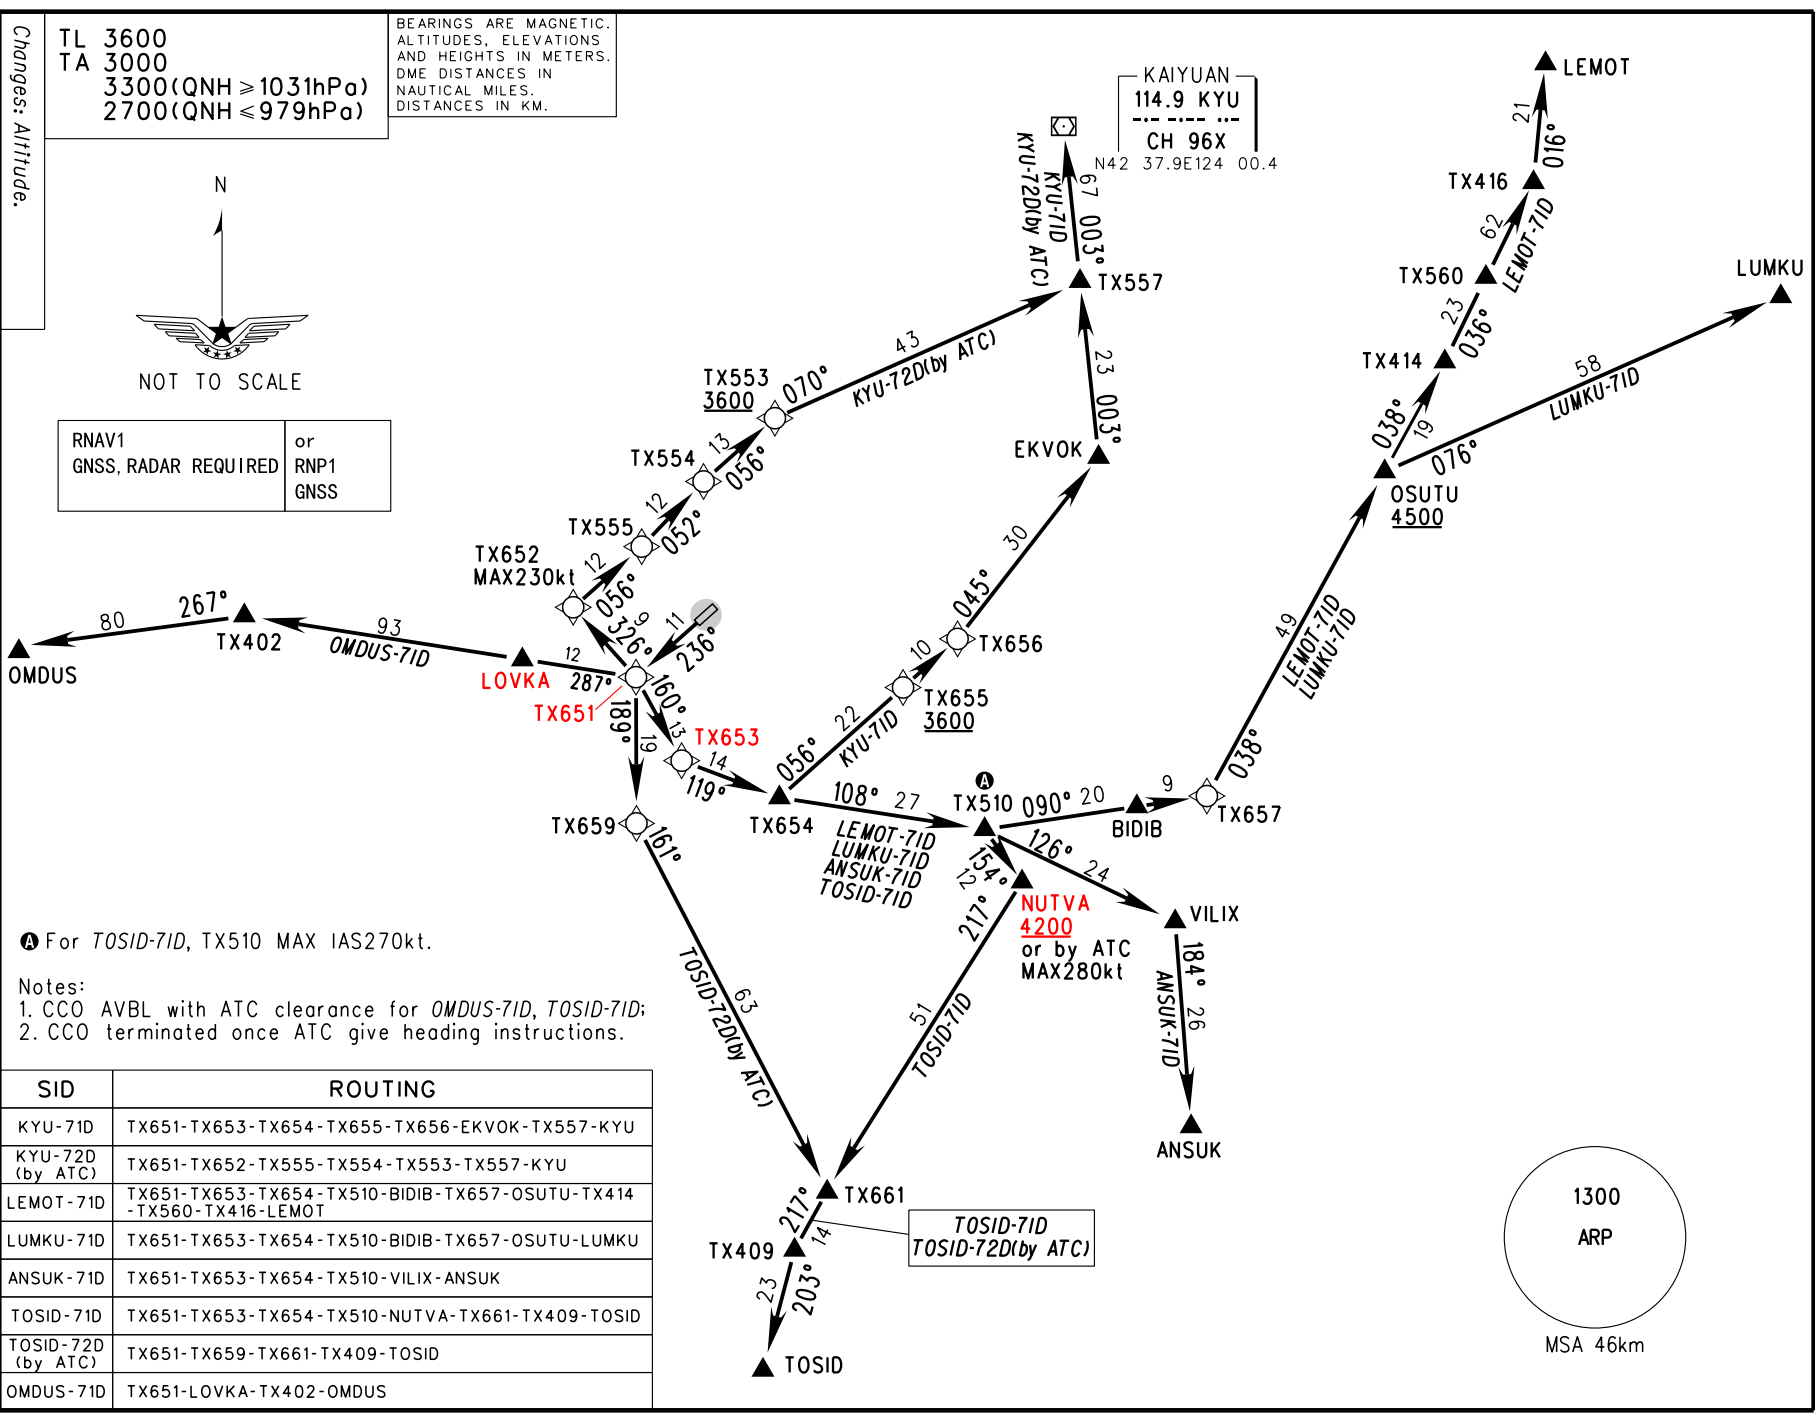 Changes: Altitude.
TL 3600
TA 3000
3300(QNH ≥ 1031hPa)
2700(QNH ≤ 979hPa)
BEARINGS ARE MAGNETIC.
ALTITUDES, ELEVATIONS
AND HEIGHTS IN METERS.
DME DISTANCES IN
NAUTICAL MILES.
DISTANCES IN KM.
N
NOT TO SCALE
RNAV1
GNSS, RADAR REQUIRED
or
RNP1
GNSS
KAIYUAN
114.9 KYU
CH 96X
N42 37.9E124 00.4
KYU-72D(by ATC)
KYU-71D
67
003°
TX557
43
KYU-72D(by ATC)
23
003°
EKVOK
TX553
3600
070°
13
056°
TX554
12
052°
TX555
12
056°
TX652
MAX230kt
9
326°
11
236°
LEMOT
21
016°
TX416
62
LEMOT-71D
TX560
23
036°
TX414
038°
19
LUMKU
58
LUMKU-71D
076°
OSUTU
4500
49
LEMOT-71D
LUMKU-71D
038°
TX657
30
045°
TX656
10
TX655
3600
22
KYU-71D
056°
OMDUS
80
267°
TX402
93
OMDUS-71D
LOVKA
12
287°
TX651
160°
13
TX653
14
119°
TX654
189°
19
TX659
161°
108°
27
LEMOT-71D
LUMKU-71D
ANSUK-71D
TOSID-71D
A
TX510
090°
20
BIDIB
9
126°
24
VILIX
184°
26
ANSUK-71D
ANSUK
154°
12
NUTVA
4200
or by ATC
MAX280kt
217°
51
TOSID-71D
63
TOSID-72D(by ATC)
TX661
217°
14
TOSID-71D
TOSID-72D(by ATC)
TX409
23
203°
TOSID
A For TOSID-71D, TX510 MAX IAS270kt.
Notes:
1. CCO AVBL with ATC clearance for OMDUS-71D, TOSID-71D;
2. CCO terminated once ATC give heading instructions.
SID ROUTING
KYU-71D TX651-TX653-TX654-TX655-TX656-EKVOK-TX557-KYU
KYU-72D
(by ATC) TX651-TX652-TX555-TX554-TX553-TX557-KYU
LEMOT-71D TX651-TX653-TX654-TX510-BIDIB-TX657-OSUTU-TX414
-TX560-TX416-LEMOT
LUMKU-71D TX651-TX653-TX654-TX510-BIDIB-TX657-OSUTU-LUMKU
ANSUK-71D TX651-TX653-TX654-TX510-VILIX-ANSUK
TOSID-71D TX651-TX653-TX654-TX510-NUTVA-TX661-TX409-TOSID
TOSID-72D
(by ATC) TX651-TX659-TX661-TX409-TOSID
OMDUS-71D TX651-LOVKA-TX402-OMDUS
1300
ARP
MSA 46km